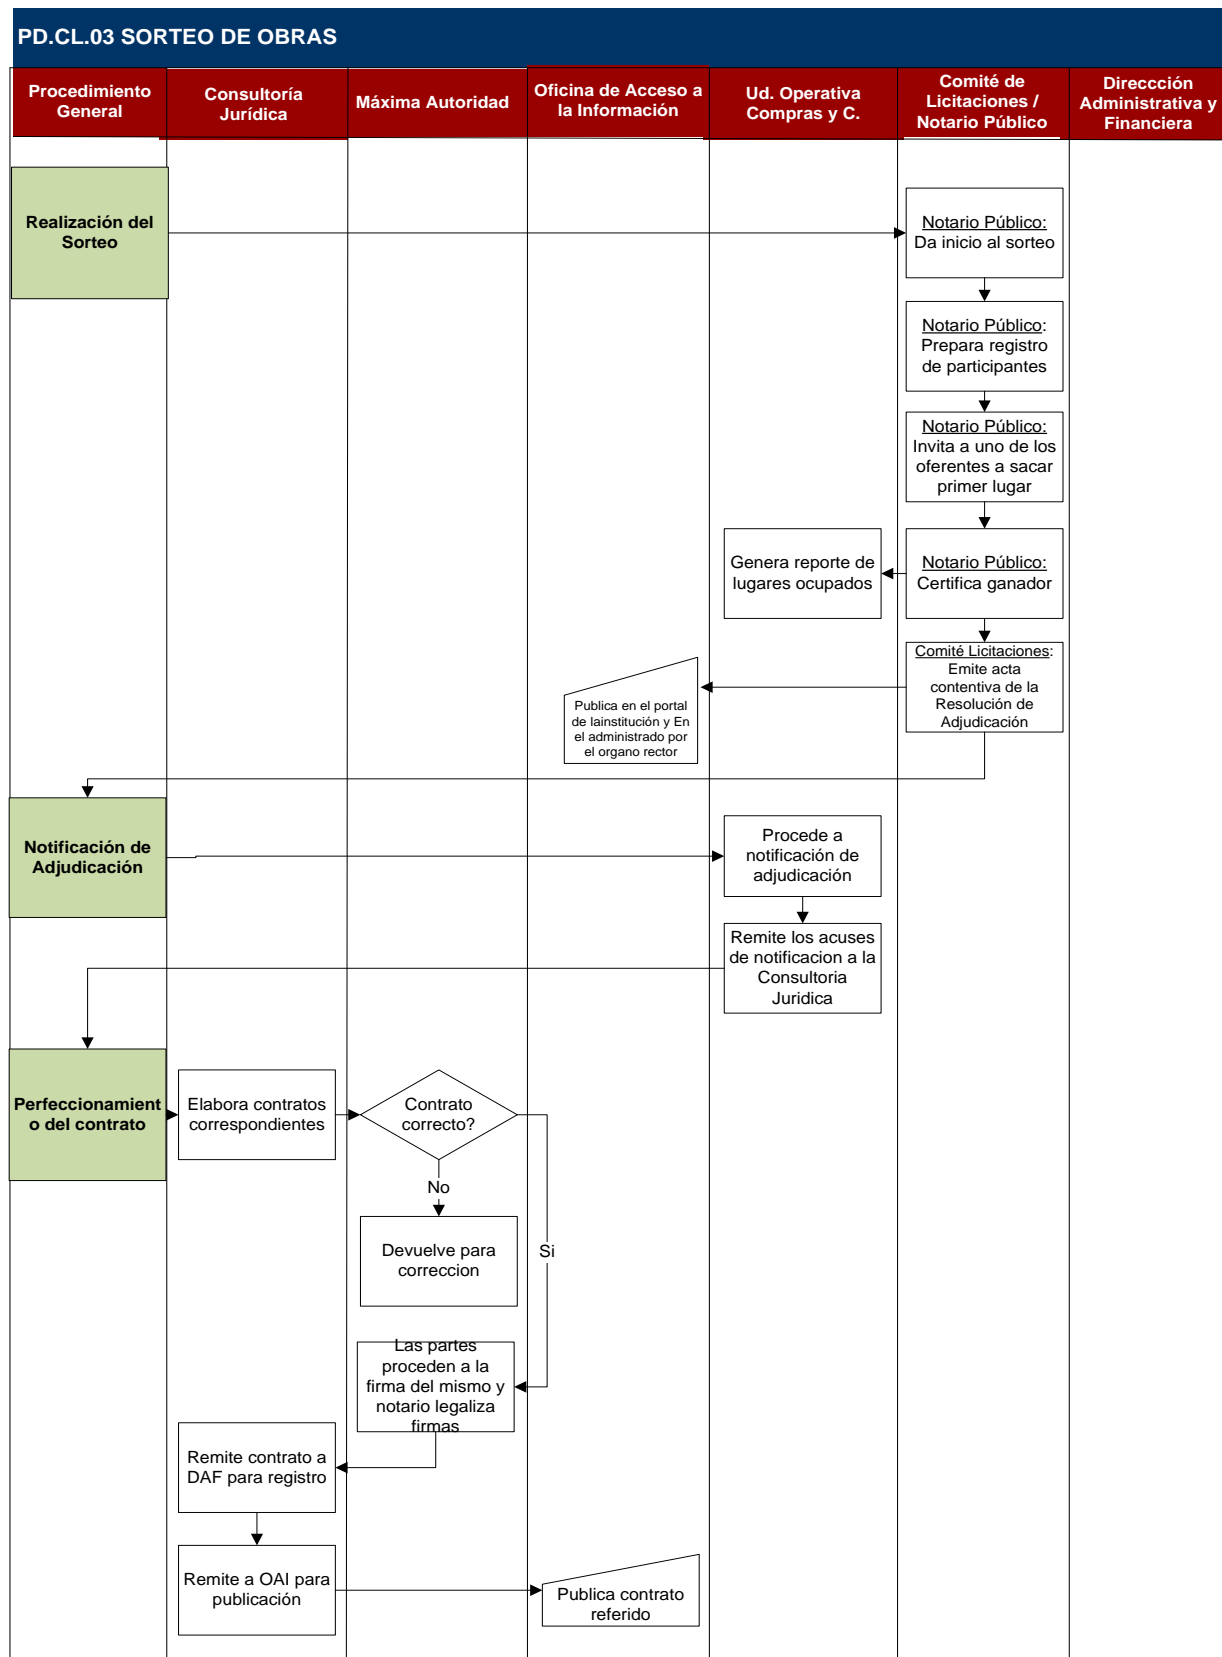 PD.CL.03 SORTEO DE OBRAS
Procedimiento
General
Consultoría
Jurídica
Máxima Autoridad
Oficina de Acceso a
la Información
Ud. Operativa
Compras y C.
Comité de
Licitaciones /
Notario Público
Direccción
Administrativa y
Financiera
Realización del
Sorteo
Notario Público:
Da inicio al sorteo
Notario Público:
Prepara registro
de participantes
Notario Público:
Invita a uno de los
oferentes a sacar
primer lugar
Genera reporte de
lugares ocupados
Notario Público:
Certifica ganador
Comité Licitaciones:
Emite acta
contentiva de la
Resolución de
Adjudicación
Publica en el portal
de lainstitución y En
el administrado por
el organo rector
Notificación de
Adjudicación
Procede a
notificación de
adjudicación
Remite los acuses
de notificacion a la
Consultoria
Juridica
Perfeccionamient
o del contrato
Elabora contratos
correspondientes
Contrato
correcto?
No
Si
Devuelve para
correccion
Las partes
proceden a la
firma del mismo y
notario legaliza
firmas
Remite contrato a
DAF para registro
Remite a OAI para
publicación
Publica contrato
referido